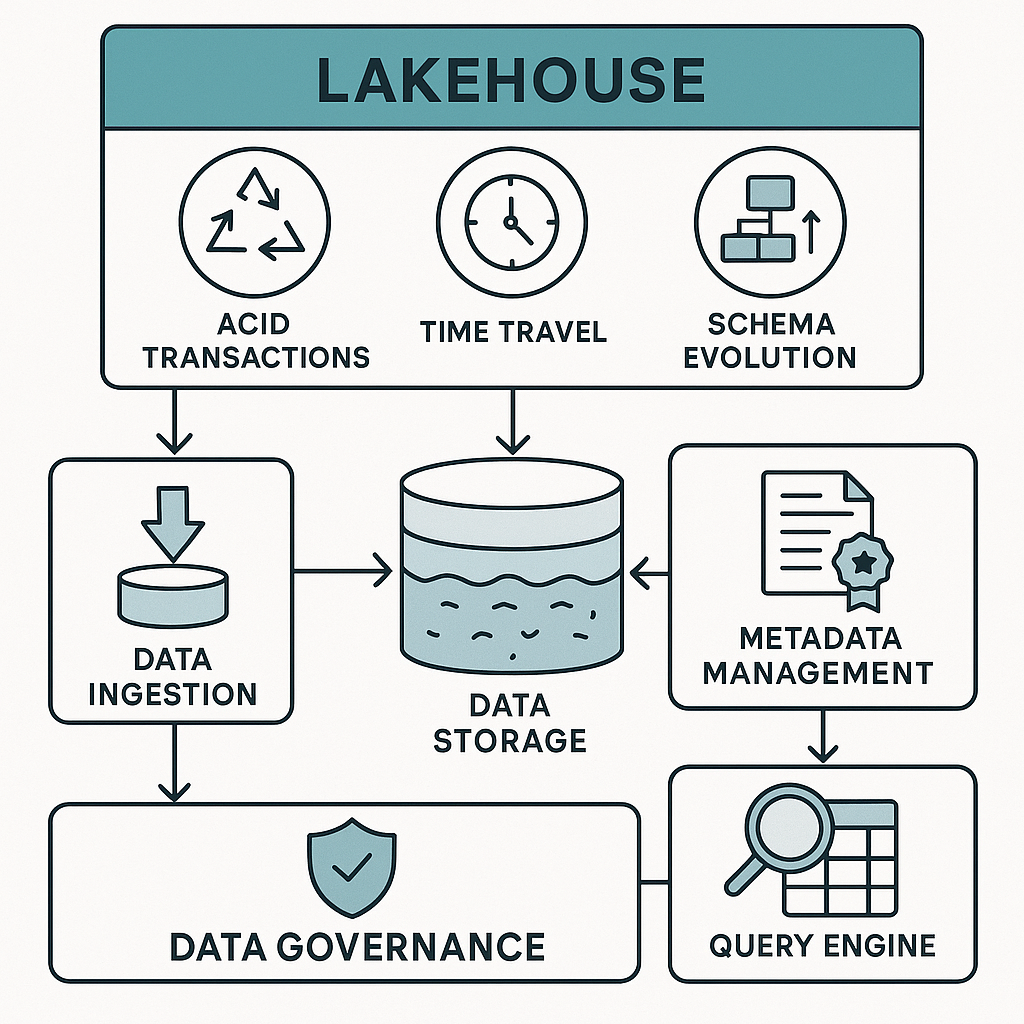 LAKEHOUSE
ACID
TRANSACTIONS
TIME TRAVEL
SCHEMA
EVOLUTION
DATA
INGESTION
DATA
STORAGE
METADATA
MANAGEMENT
DATA GOVERNANCE
QUERY ENGINE